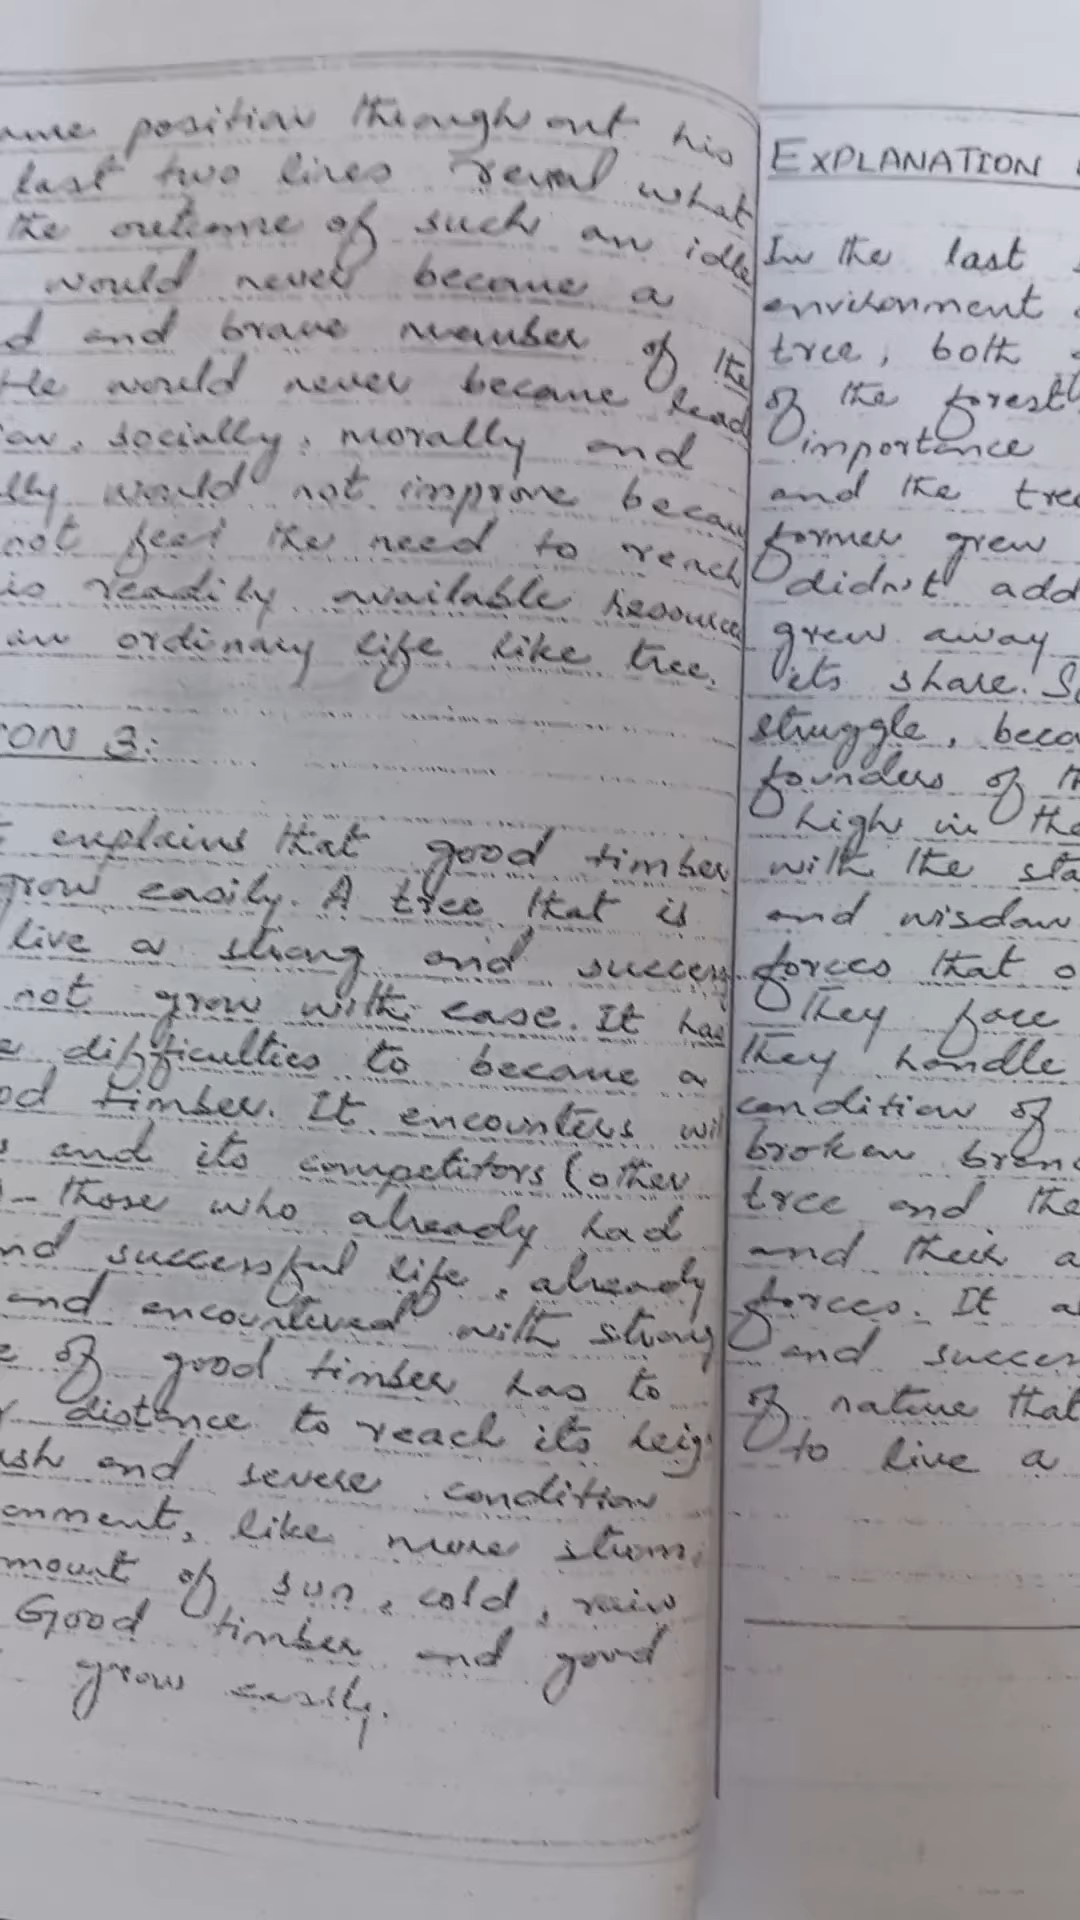 ame position throughout his
last two lines reveal what
the outcome of such an idle
would never become a
d and brave member of the
He would never become lead
ion, socially, morally and
lly would not improve becau
not feel the need to reach
is readily available resources
an ordinary life like tree.
ON 3:
explains that good timber
grow easily. A tree that is
live a strong and success
not grow with ease. It has
e difficulties to become a
od timber. It encounters wi
s and its competitors (other
) - those who already had
nd successful life, already
and encountered with strong
e of good timber has to
distance to reach its heig
ish and severe condition
onment, like more storm,
mount of sun, cold, rain
Good timber and good
grow easily.
EXPLANATION
In the last
environment
tree, both
of the forest
importance
and the tree
former grew
didn't add
grew away
its share. So
struggle, beca
founders of th
high in the
with the sta
and wisdom
forces that o
They face
They handle
condition of
broken branc
tree and the
and their a
forces. It a
and succes
of nature that
to live a